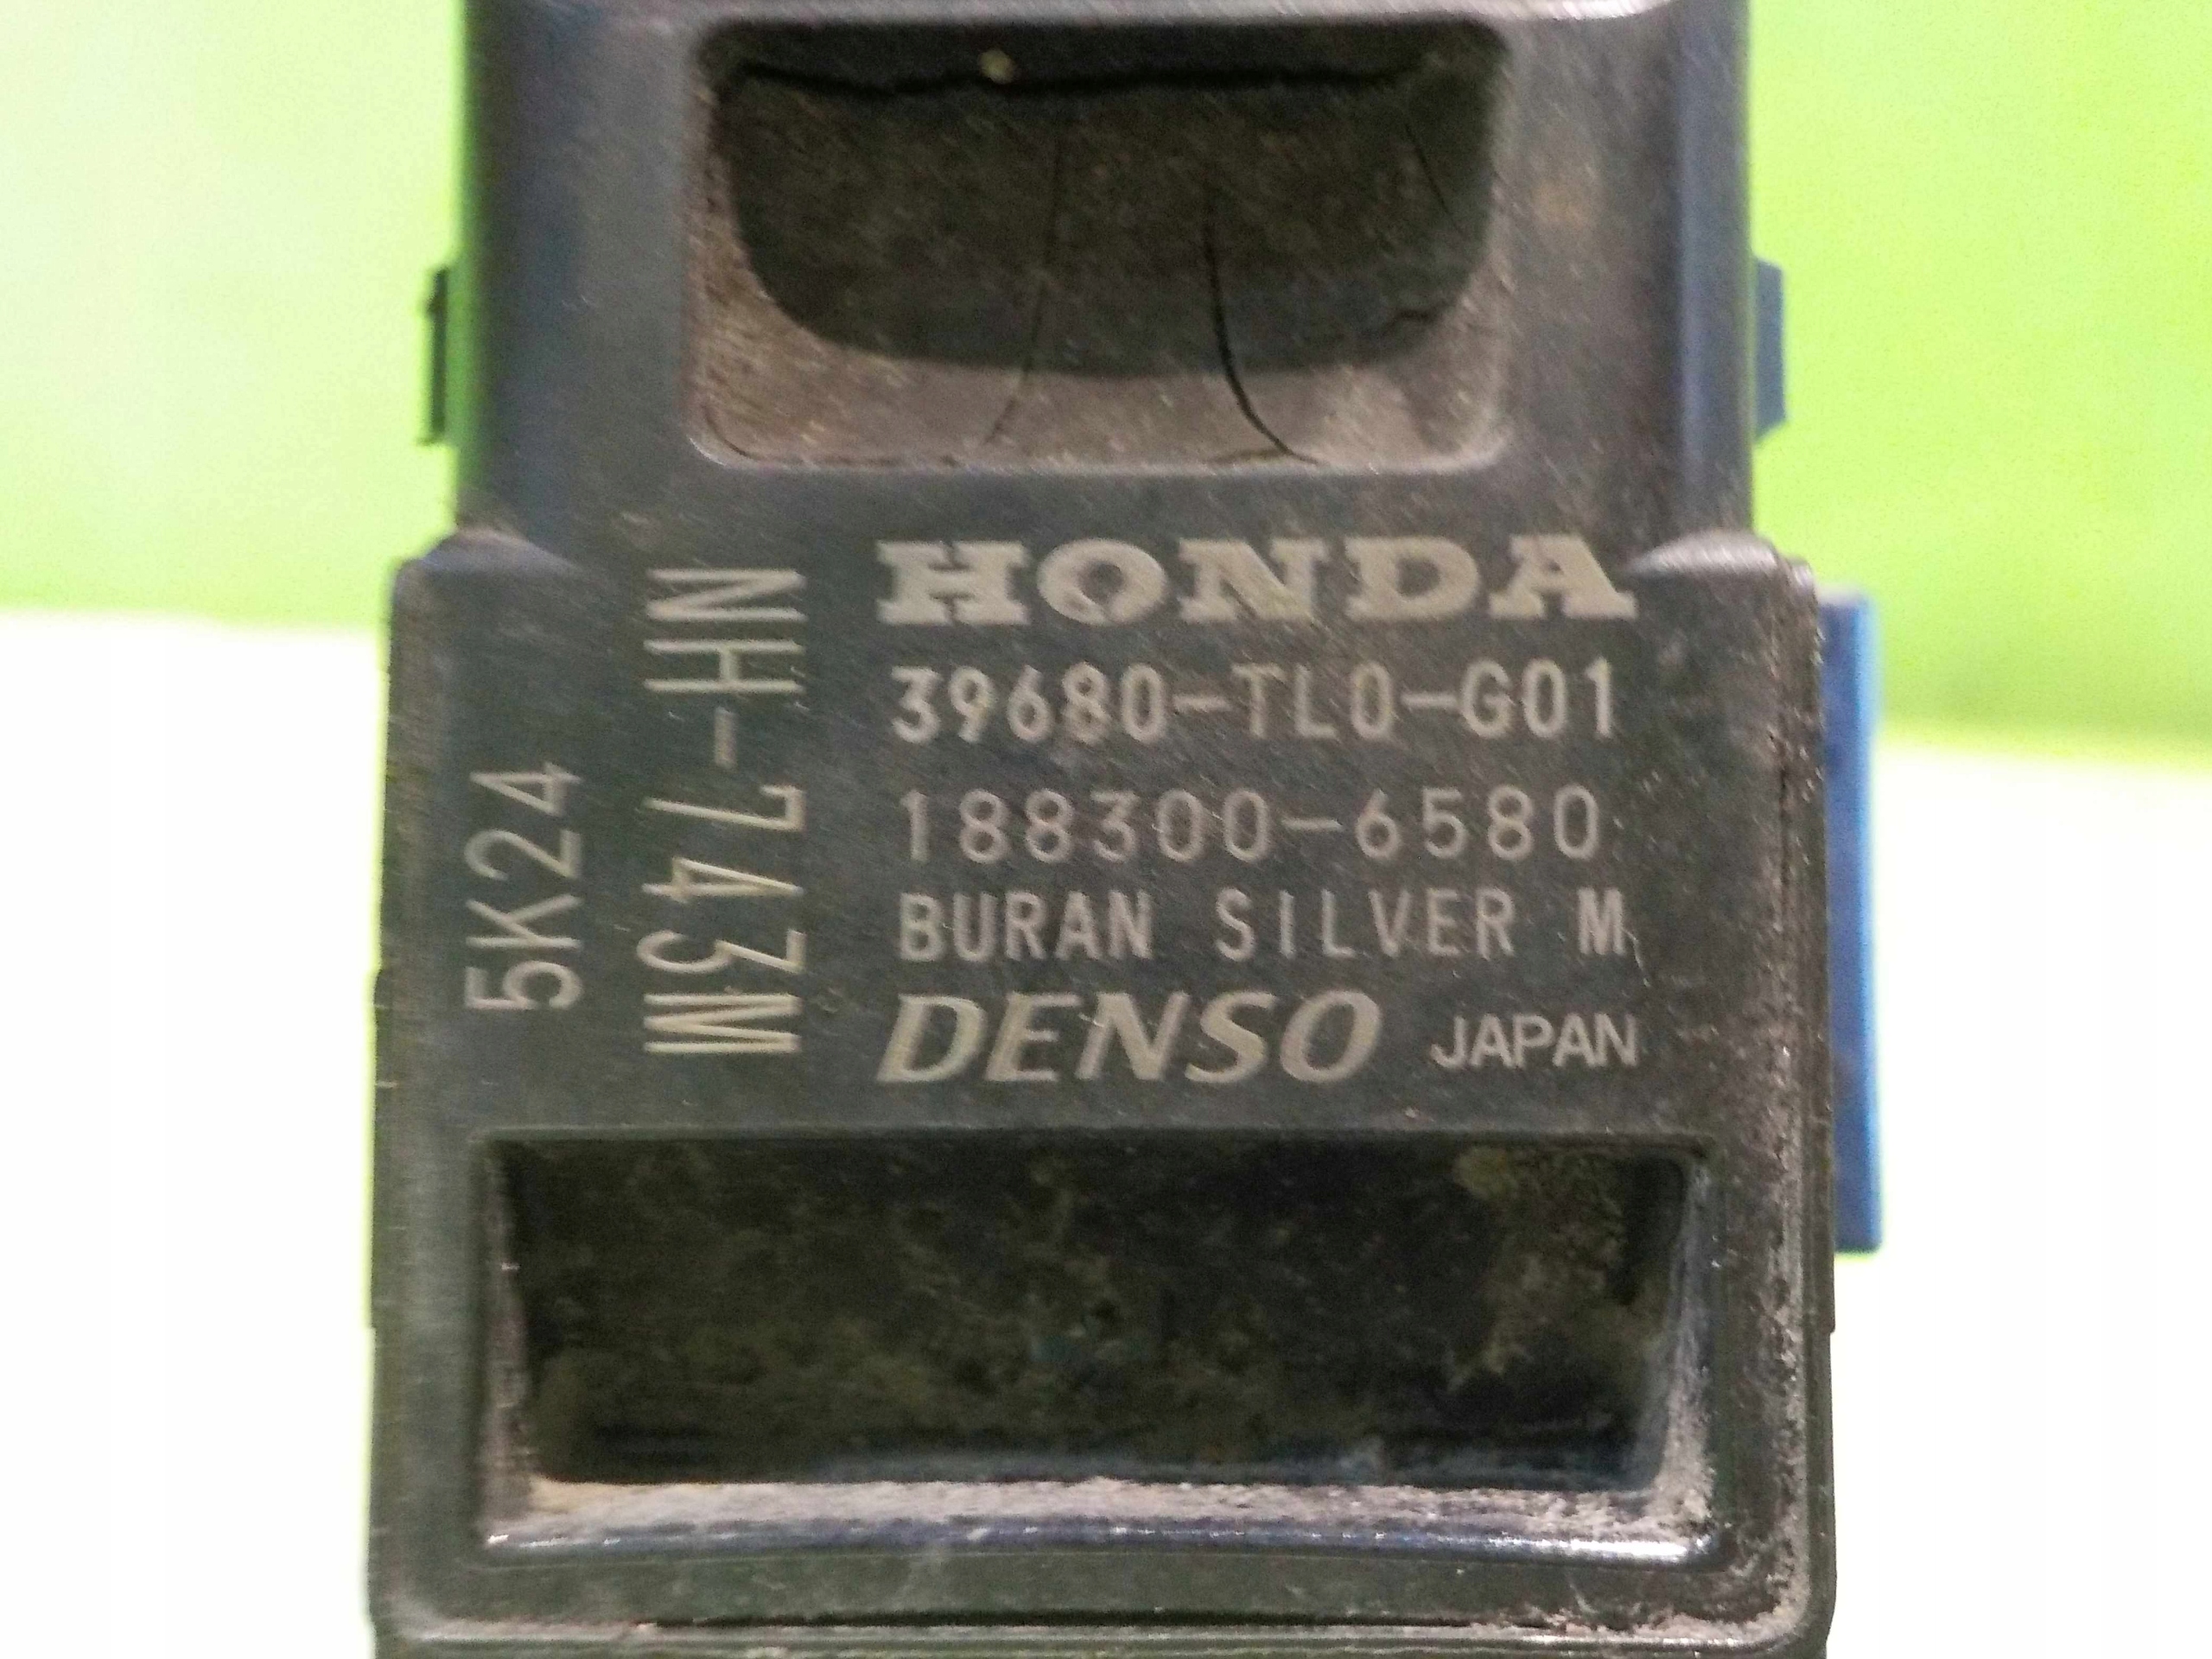 HONDA
39680-TL0-G01
188300-6580
BURAN SILVER M
DENSO JAPAN
NH-743M
5K24